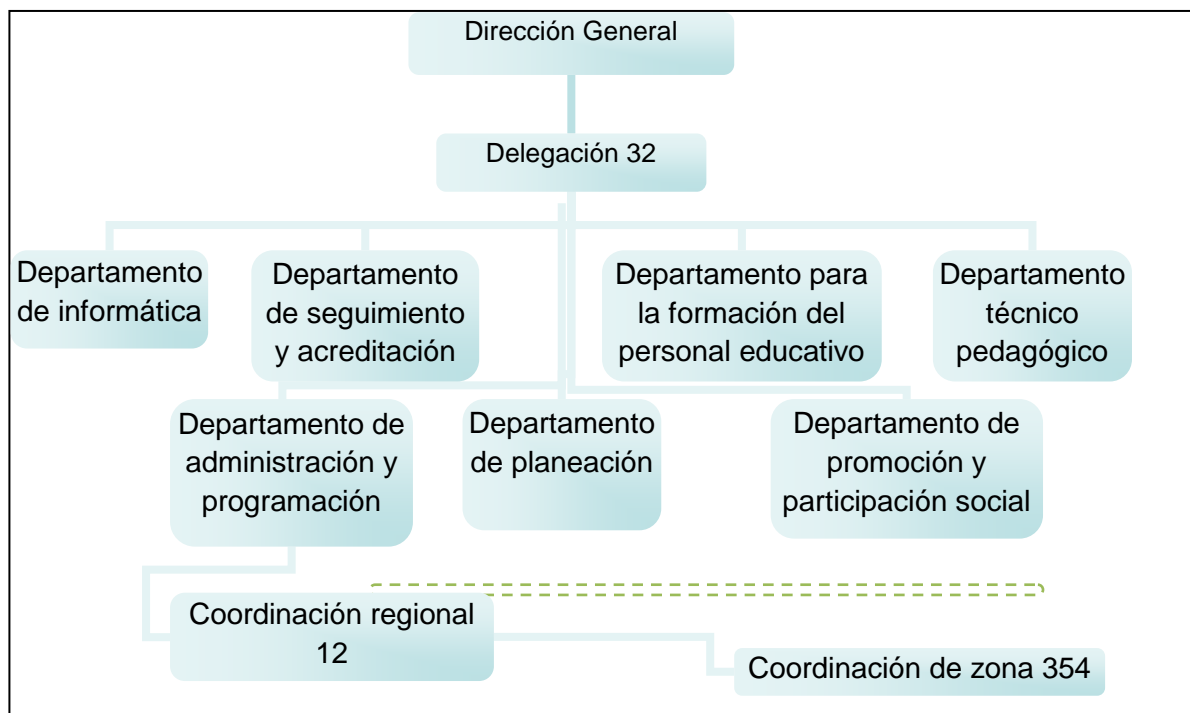 Dirección General
Delegación 32
Departamento
de informática
Departamento
de seguimiento
y acreditación
Departamento para
la formación del
personal educativo
Departamento
técnico
pedagógico
Departamento de
administración y
programación
Departamento
de planeación
Departamento de
promoción y
participación social
Coordinación regional
12
Coordinación de zona 354